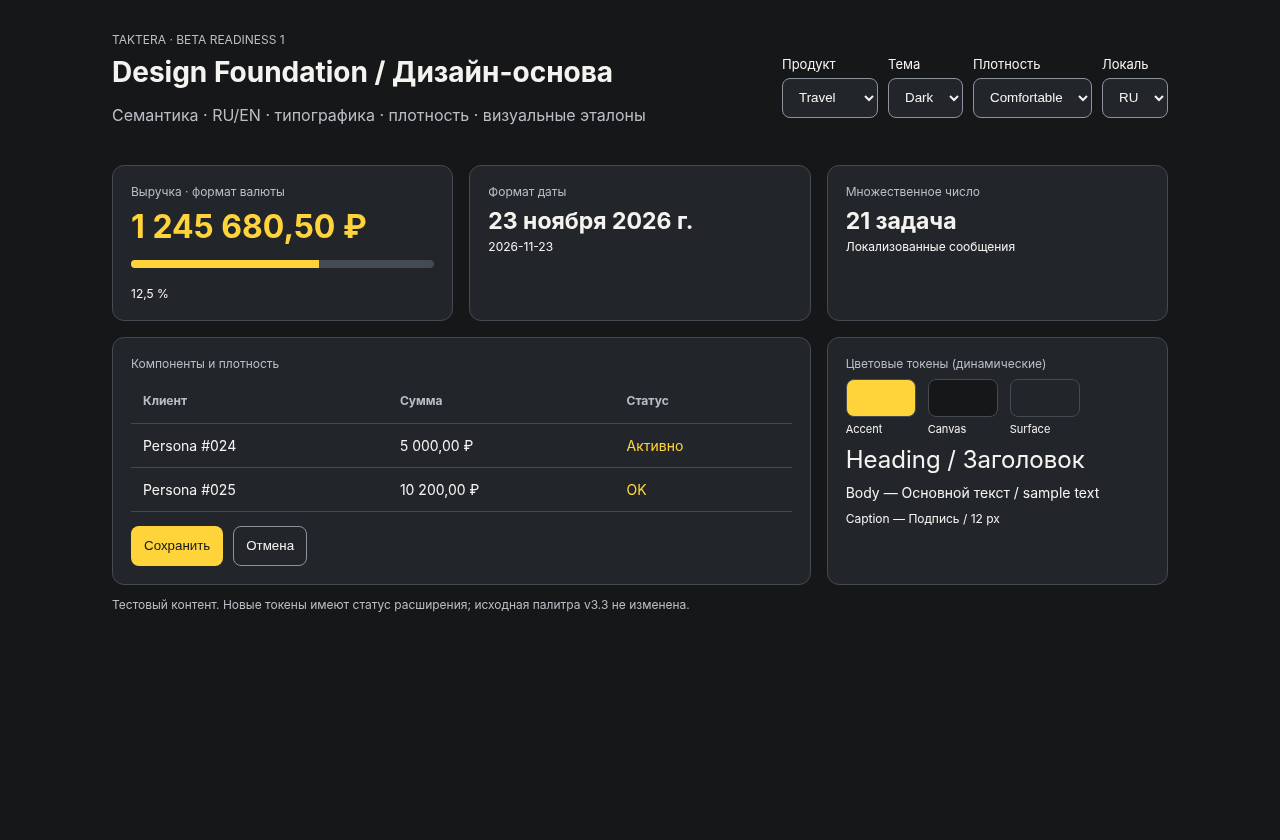 TAKTERA · BETA READINESS 1
Design Foundation / Дизайн-основа
Семантика · RU/EN · типографика · плотность · визуальные эталоны
Продукт Тема Плотность Локаль
Travel Dark Comfortable RU
Выручка · формат валюты
1 245 680,50 ₽
12,5 %
Формат даты
23 ноября 2026 г.
2026-11-23
Множественное число
21 задача
Локализованные сообщения
Компоненты и плотность
Клиент Сумма Статус
Persona #024 5 000,00 ₽ Активно
Persona #025 10 200,00 ₽ OK
Сохранить Отмена
Цветовые токены (динамические)
Accent Canvas Surface
Heading / Заголовок
Body — Основной текст / sample text
Caption — Подпись / 12 px
Тестовый контент. Новые токены имеют статус расширения; исходная палитра v3.3 не изменена.